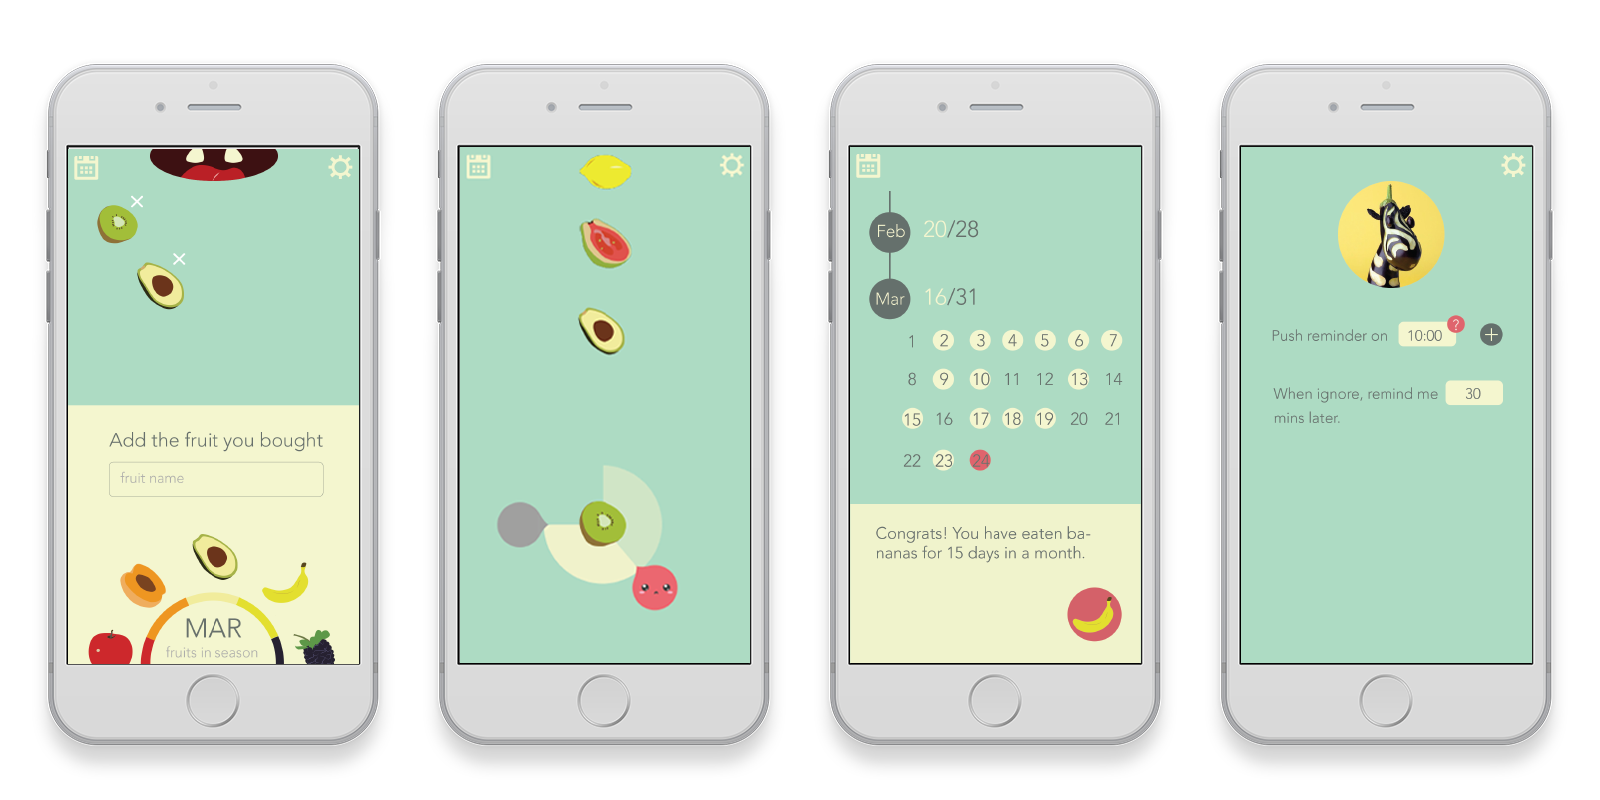 Add the fruit you bought
fruit name
MAR
fruits in season
Feb 20/28
Mar 16/31
1 2 3 4 5 6 7
8 9 10 11 12 13 14
15 16 17 18 19 20 21
22 23 24
Congrats! You have eaten ba-
nanas for 15 days in a month.
Push reminder on 10:00 ? +
When ignore, remind me 30
mins later.